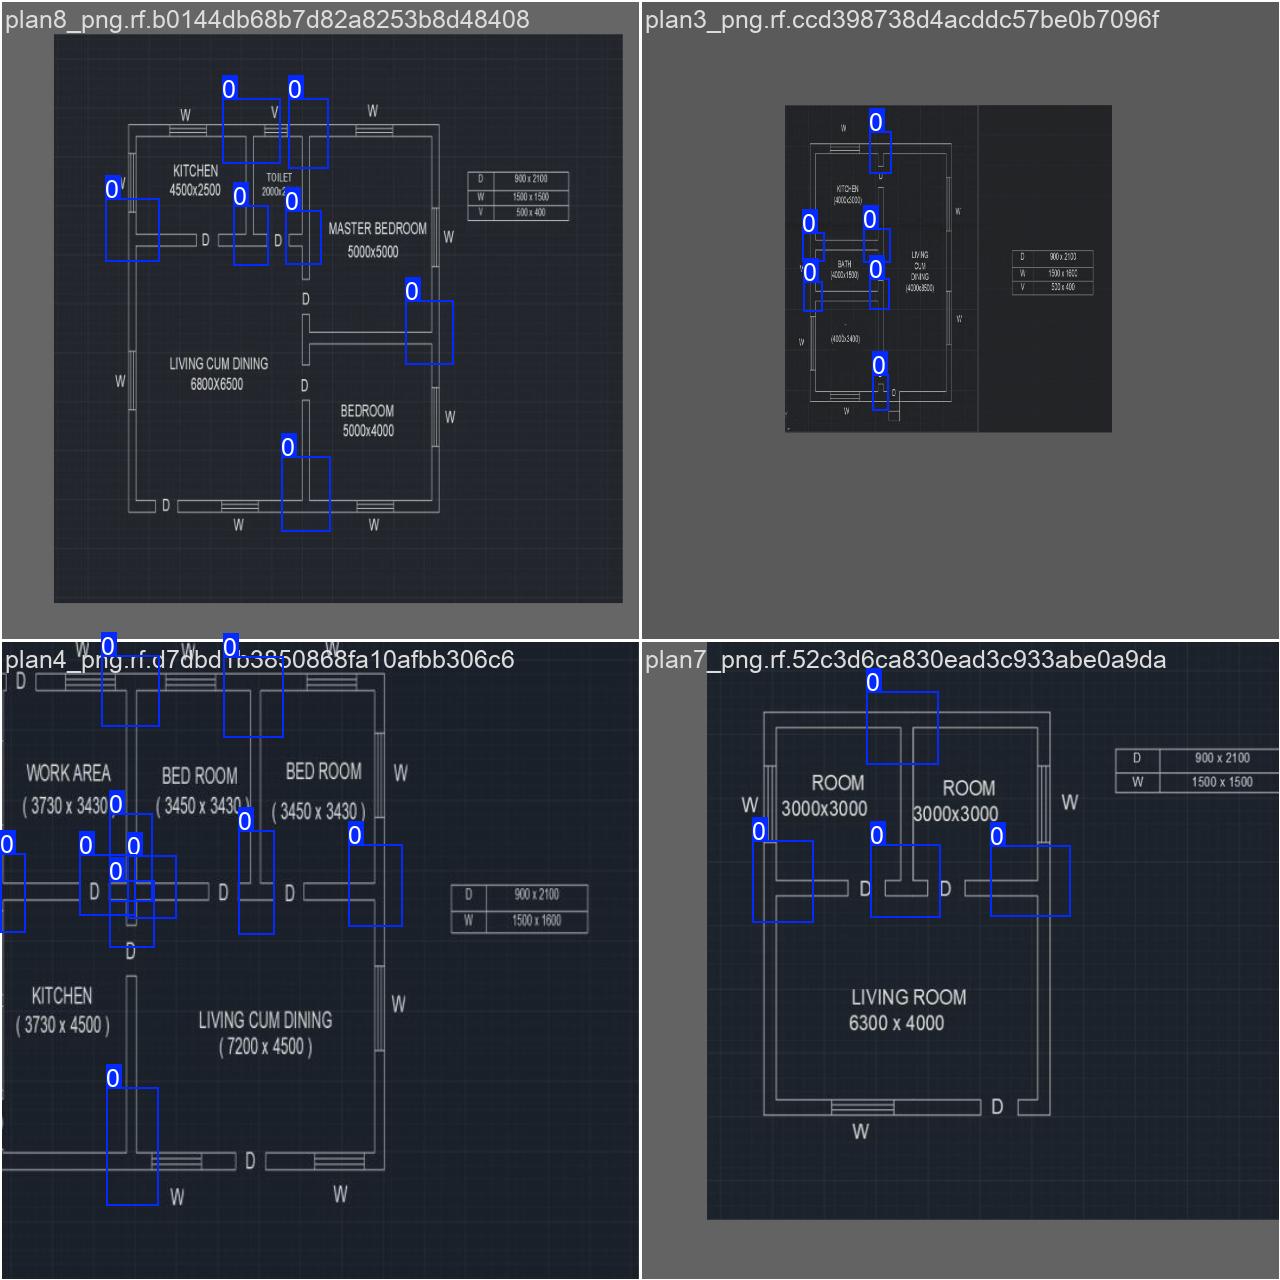 plan8_png.rf.b0144db68b7d82a8253b8d48408
0
0
W
V
W
KITCHEN
4500x2500
TOILET
0
0
0
D
900 x 2100
W
1500 x 1500
V
500 x 400
MASTER BEDROOM
5000x5000
W
D
D
0
D
W
LIVING CUM DINING
6800X6500
D
BEDROOM
5000x4000
W
0
D
W
W
plan3_png.rf.ccd398738d4acddc57be0b7096f
0
W
D
KITCHEN
(4000x3000)
W
0
0
BATH
(4000x1500)
LIVING
CUM
DINING
(4000x8500)
0
0
D
900 x 2100
W
1500 x 1600
V
500 x 400
W
(4000x3400)
W
0
D
W
plan4_png.rf.d7dbd1b3850868fa10afbb306c6
W
0
W
0
W
D
WORK AREA
( 3730 x 3430
BED ROOM
( 3450 x 3430)
BED ROOM
( 3450 x 3430 )
W
0
0
0
0
0
0
0
D
D
D
D
900 x 2100
W
1500 x 1600
D
KITCHEN
( 3730 x 4500 )
LIVING CUM DINING
( 7200 x 4500 )
W
0
D
W
W
plan7_png.rf.52c3d6ca830ead3c933abe0a9da
0
D
900 x 2100
W
1500 x 1500
ROOM
3000x3000
ROOM
3000x3000
W
W
0
0
0
D
D
LIVING ROOM
6300 x 4000
D
W